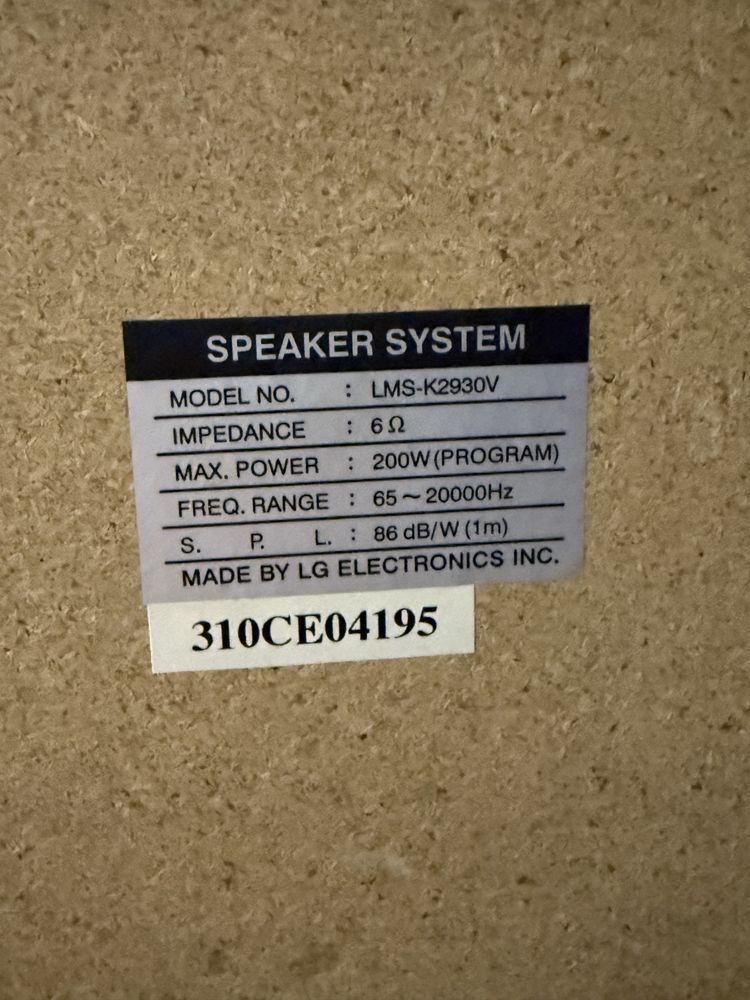 SPEAKER SYSTEM
MODEL NO. : LMS-K2930V
IMPEDANCE : 6Ω
MAX. POWER : 200W(PROGRAM)
FREQ. RANGE : 65~20000Hz
S. P. L. : 86 dB/W (1m)
MADE BY LG ELECTRONICS INC.
310CE04195